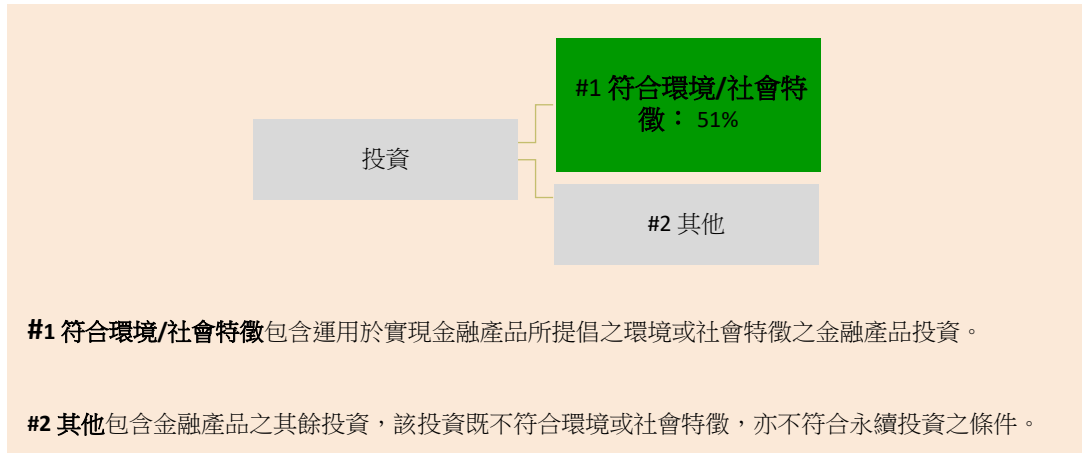 #1 符合環境/社會特
徵： 51%
投資
#2 其他
#1 符合環境/社會特徵包含運用於實現金融產品所提倡之環境或社會特徵之金融產品投資。
#2 其他包含金融產品之其餘投資，該投資既不符合環境或社會特徵，亦不符合永續投資之條件。